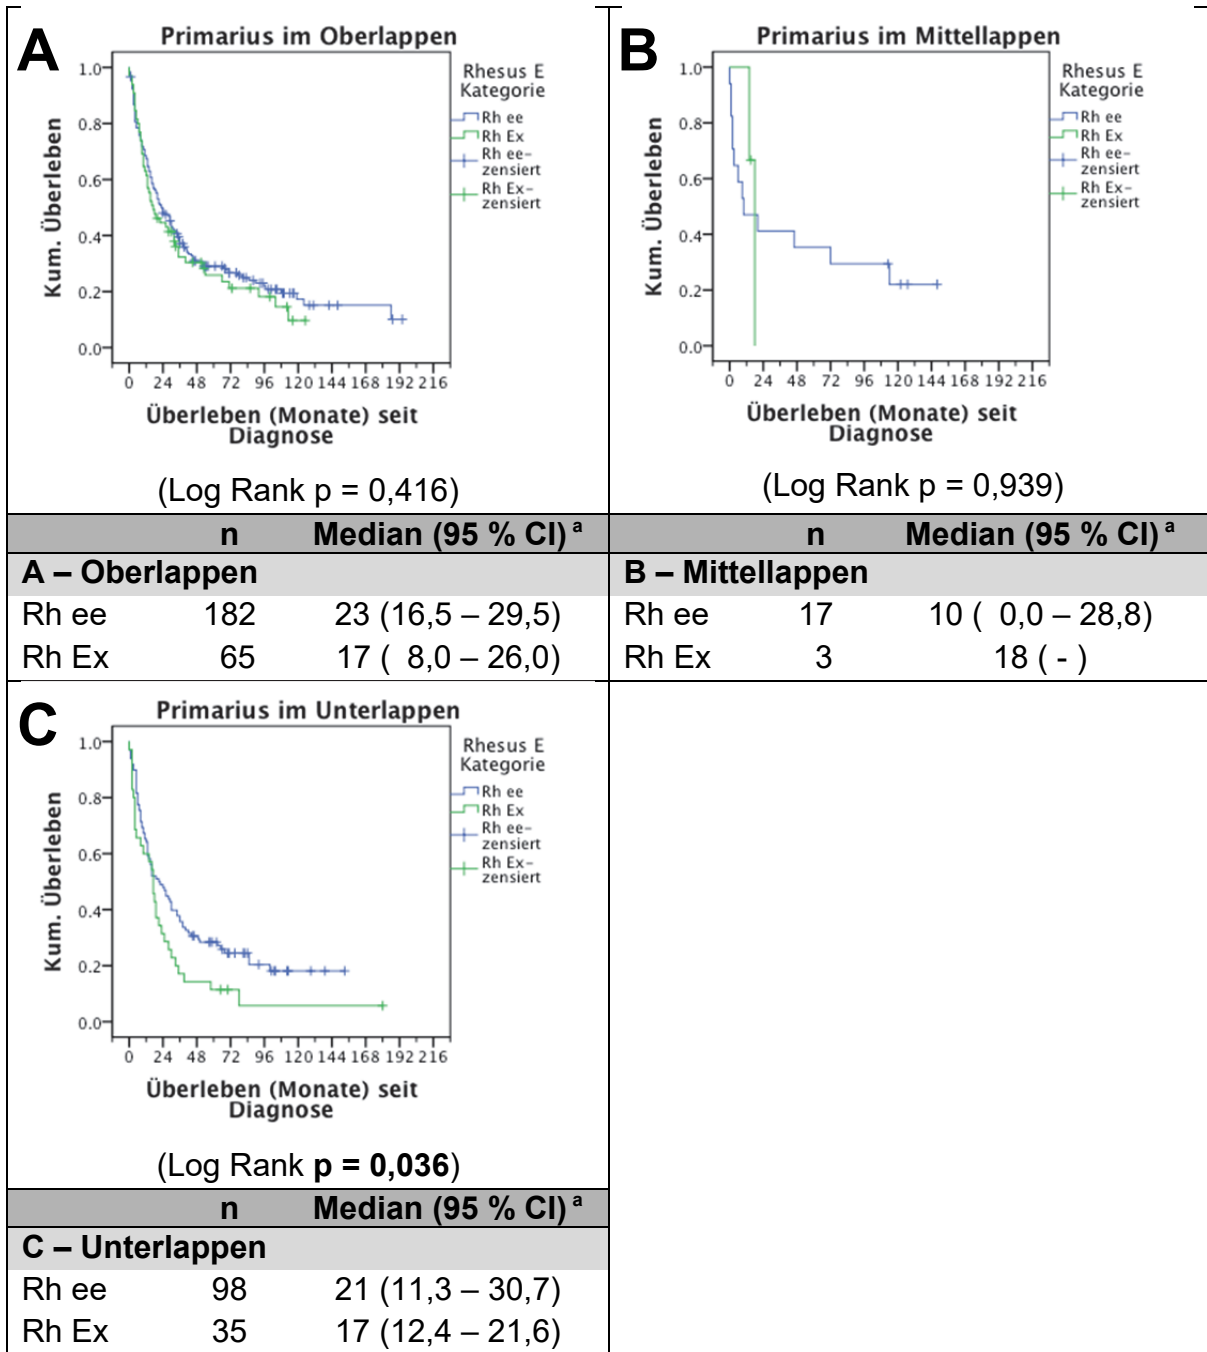 A
Primarius im Oberlappen
Kum. Überleben
1.0
0.8
0.6
0.4
0.2
0.0
0 24 48 72 96 120 144 168 192 216
Überleben (Monate) seit
Diagnose
Rhesus E
Kategorie
Rh ee
Rh Ex
Rh ee-
zensiert
Rh Ex-
zensiert
(Log Rank p = 0,416)
n Median (95 % CI) a
A – Oberlappen
Rh ee 182 23 (16,5 – 29,5)
Rh Ex 65 17 ( 8,0 – 26,0)
B
Primarius im Mittellappen
Kum. Überleben
1.0
0.8
0.6
0.4
0.2
0.0
0 24 48 72 96 120 144 168 192 216
Überleben (Monate) seit
Diagnose
Rhesus E
Kategorie
Rh ee
Rh Ex
Rh ee-
zensiert
Rh Ex-
zensiert
(Log Rank p = 0,939)
n Median (95 % CI) a
B – Mittellappen
Rh ee 17 10 ( 0,0 – 28,8)
Rh Ex 3 18 ( - )
C
Primarius im Unterlappen
Kum. Überleben
1.0
0.8
0.6
0.4
0.2
0.0
0 24 48 72 96 120 144 168 192 216
Überleben (Monate) seit
Diagnose
Rhesus E
Kategorie
Rh ee
Rh Ex
Rh ee-
zensiert
Rh Ex-
zensiert
(Log Rank p = 0,036)
n Median (95 % CI) a
C – Unterlappen
Rh ee 98 21 (11,3 – 30,7)
Rh Ex 35 17 (12,4 – 21,6)